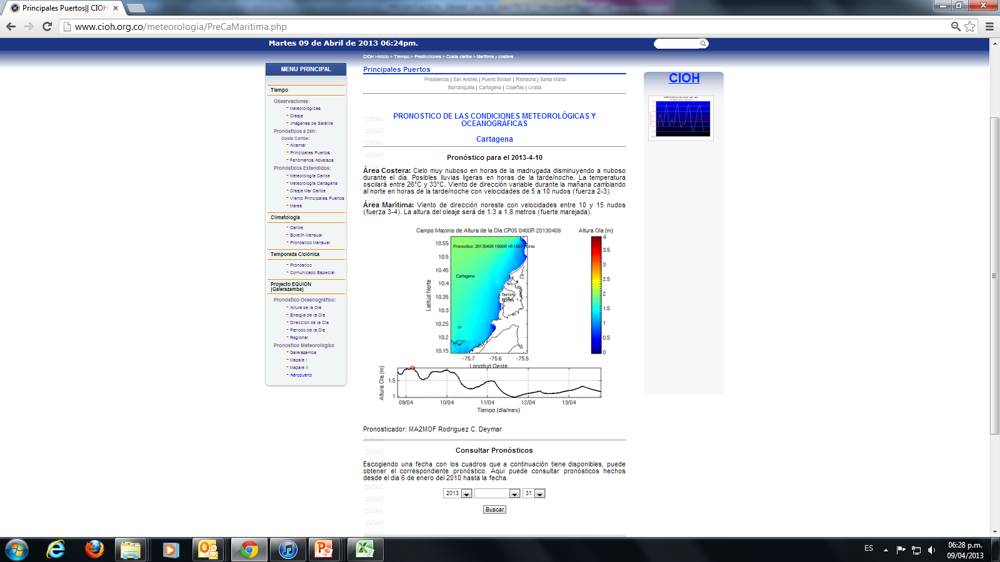 Principales Puertos|| CIOH
www.cioh.org.co/meteorologia/PreCaMaritima.php
Martes 09 de Abril de 2013 06:24pm.
CIOH >Inicio > Tiempo > Predicciones > Costa caribe > Marítima y costera
MENU PRINCIPAL
Tiempo
Observaciones:
- Meteorológicas
- Oleaje
- Imágenes de Satélite
Pronósticos a 24h:
Costa Caribe:
- Altamar
- Principales Puertos
- Fenómenos Adversos
Pronósticos Extendidos:
- Meteorología Caribe
- Meteorología Cartagena
- Oleaje Mar Caribe
- Viento Principales Puertos
- Marea
Climatologia
- Caribe
- Boletín Mensual
- Pronóstico Mensual
Temporada Ciclónica
- Pronóstico
- Comunicado Especial
Proyecto EQUION
(Galerazamba)
Pronóstico Oceanográfico:
- Altura de la Ola
- Energia de la Ola
- Direccion de la Ola
- Periodo de la Ola
- Regional
Pronostico Meteorológico
- Galerazamba
- Mapale I
- Mapale II
- Aeropuerto
Principales Puertos
Providencia | San Andrés | Puerto Bolívar | Riohacha | Santa Marta
Barranquilla | Cartagena | Coveñas | Urabá
PRONOSTICO DE LAS CONDICIONES METEOROLÓGICAS Y
OCEANOGRÁFICAS
Cartagena
Pronóstico para el 2013-4-10
Área Costera: Cielo muy nuboso en horas de la madrugada disminuyendo a nuboso
durante el día. Posibles lluvias ligeras en horas de la tarde/noche. La temperatura
oscilará entre 26°C y 33°C. Viento de dirección variable durante la mañana cambiando
al norte en horas de la tarde/noche con velocidades de 5 a 10 nudos (fuerza 2-3).
Área Marítima: Viento de dirección noreste con velocidades entre 10 y 15 nudos
(fuerza 3-4). La altura del oleaje será de 1.3 a 1.8 metros (fuerte marejada).
Campo Maximo de Altura de la Ola CP05 0400R 20130409
Altura Ola (m)
Pronostico: 20130408 1900R +9.1667 Horas
Cartagena
Tierra
Bomba
Latitud Norte
10.55
10.5
10.45
10.4
10.35
10.3
10.25
10.2
10.15
-75.7 -75.6 -75.5
Longitud Oeste
4
3.5
3
2.5
2
1.5
1
0.5
0
Altura Ola (m)
1.5
1
09/04 10/04 11/04 12/04 13/04
Tiempo (dia/mes)
Pronosticador: MA2MOF Rodriguez C. Deymar
Consultar Pronósticos
Escogiendo una fecha con los cuadros que a continuación tiene disponibles, puede
obtener el correspondiente pronóstico. Aqui puede consultar pronósticos hechos
desde el dia 6 de enero del 2010 hasta la fecha.
2013 31
Buscar
CIOH
CIOH
CIOH
CIOH
CIOH
CIOH
CIOH
CIOH
CIOH
CIOH
ES
06:28 p.m.
09/04/2013